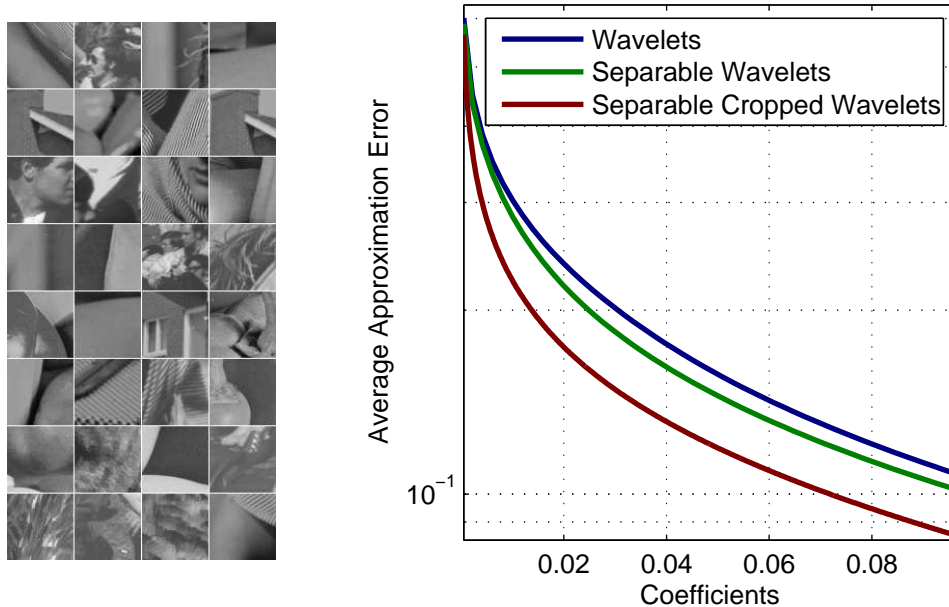 Wavelets
Separable Wavelets
Separable Cropped Wavelets
Average Approximation Error
10⁻¹
0.02 0.04 0.06 0.08
Coefficients